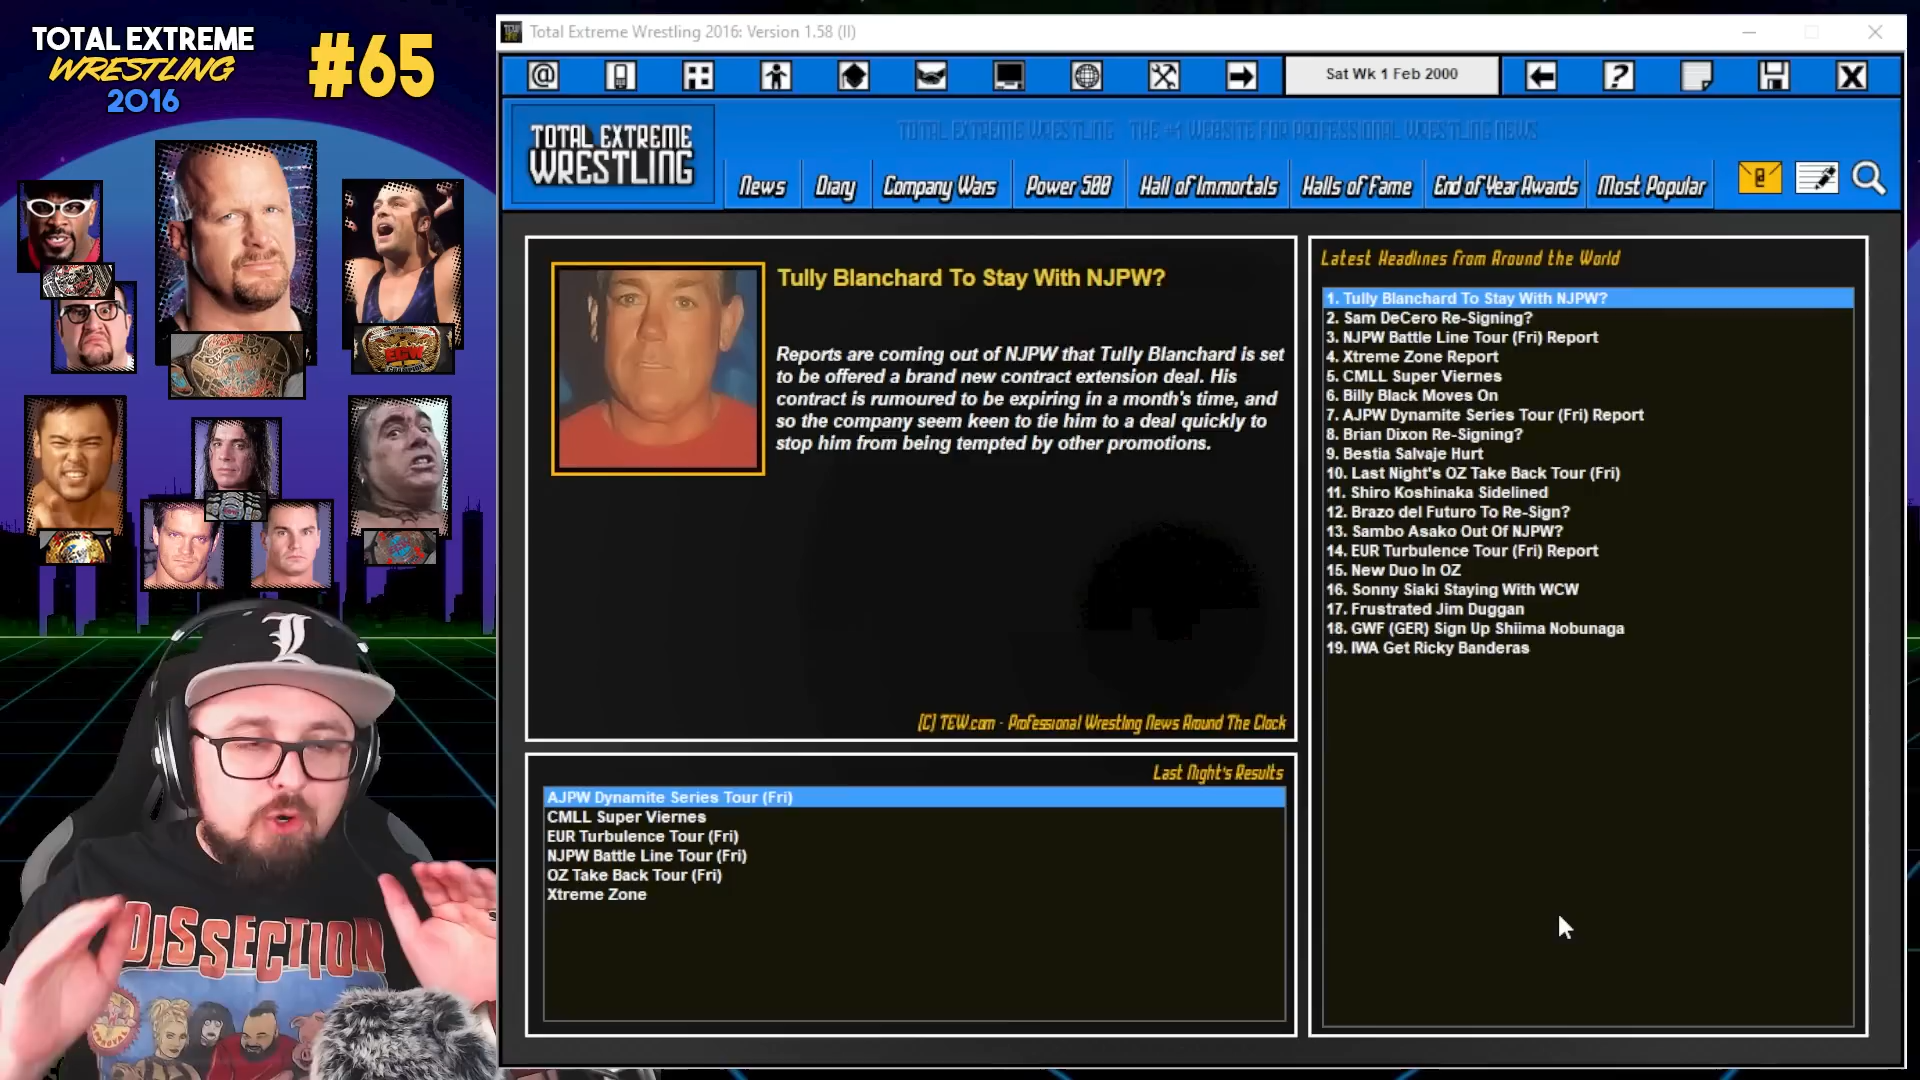 TOTAL EXTREME
WRESTLING
2016
#65
Total Extreme Wrestling 2016: Version 1.58 (II)
Sat Wk 1 Feb 2000
TOTAL EXTREME
WRESTLING
TOTAL EXTREME WRESTLING - THE #1 WEBSITE FOR PROFESSIONAL WRESTLING NEWS
News
Diary
Company Wars
Power 500
Hall of Immortals
Halls of Fame
End of Year Awards
Most Popular
Tully Blanchard To Stay With NJPW?
Reports are coming out of NJPW that Tully Blanchard is set
to be offered a brand new contract extension deal. His
contract is rumoured to be expiring in a month's time, and
so the company seem keen to tie him to a deal quickly to
stop him from being tempted by other promotions.
(C) TEW.com - Professional Wrestling News Around The Clock
Last Night's Results
AJPW Dynamite Series Tour (Fri)
CMLL Super Viernes
EUR Turbulence Tour (Fri)
NJPW Battle Line Tour (Fri)
OZ Take Back Tour (Fri)
Xtreme Zone
Latest Headlines From Around the World
1. Tully Blanchard To Stay With NJPW?
2. Sam DeCero Re-Signing?
3. NJPW Battle Line Tour (Fri) Report
4. Xtreme Zone Report
5. CMLL Super Viernes
6. Billy Black Moves On
7. AJPW Dynamite Series Tour (Fri) Report
8. Brian Dixon Re-Signing?
9. Bestia Salvaje Hurt
10. Last Night's OZ Take Back Tour (Fri)
11. Shiro Koshinaka Sidelined
12. Brazo del Futuro To Re-Sign?
13. Sambo Asako Out Of NJPW?
14. EUR Turbulence Tour (Fri) Report
15. New Duo In OZ
16. Sonny Siaki Staying With WCW
17. Frustrated Jim Duggan
18. GWF (GER) Sign Up Shiima Nobunaga
19. IWA Get Ricky Banderas
ECW
L
DISSECTION